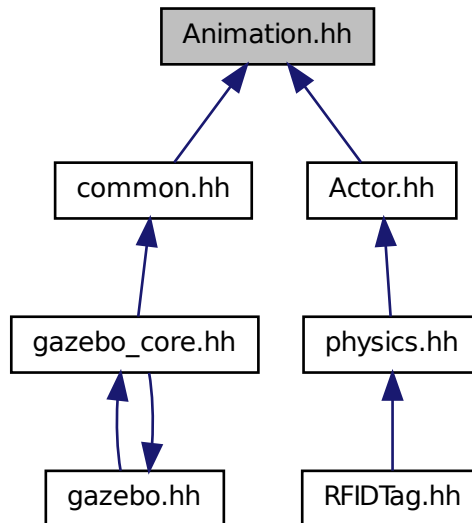 Animation.hh
common.hh
Actor.hh
gazebo_core.hh
physics.hh
gazebo.hh
RFIDTag.hh